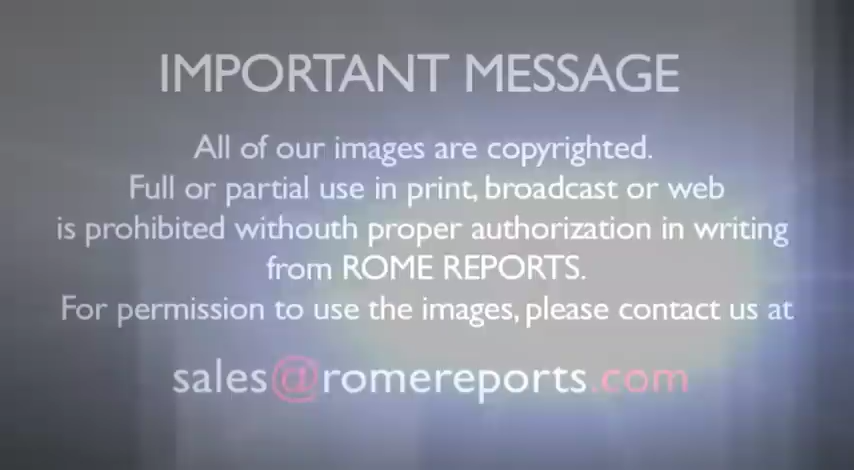 IMPORTANT MESSAGE
All of our images are copyrighted.
Full or partial use in print, broadcast or web
is prohibited withouth proper authorization in writing
from ROME REPORTS.
For permission to use the images, please contact us at
sales@romereports.com